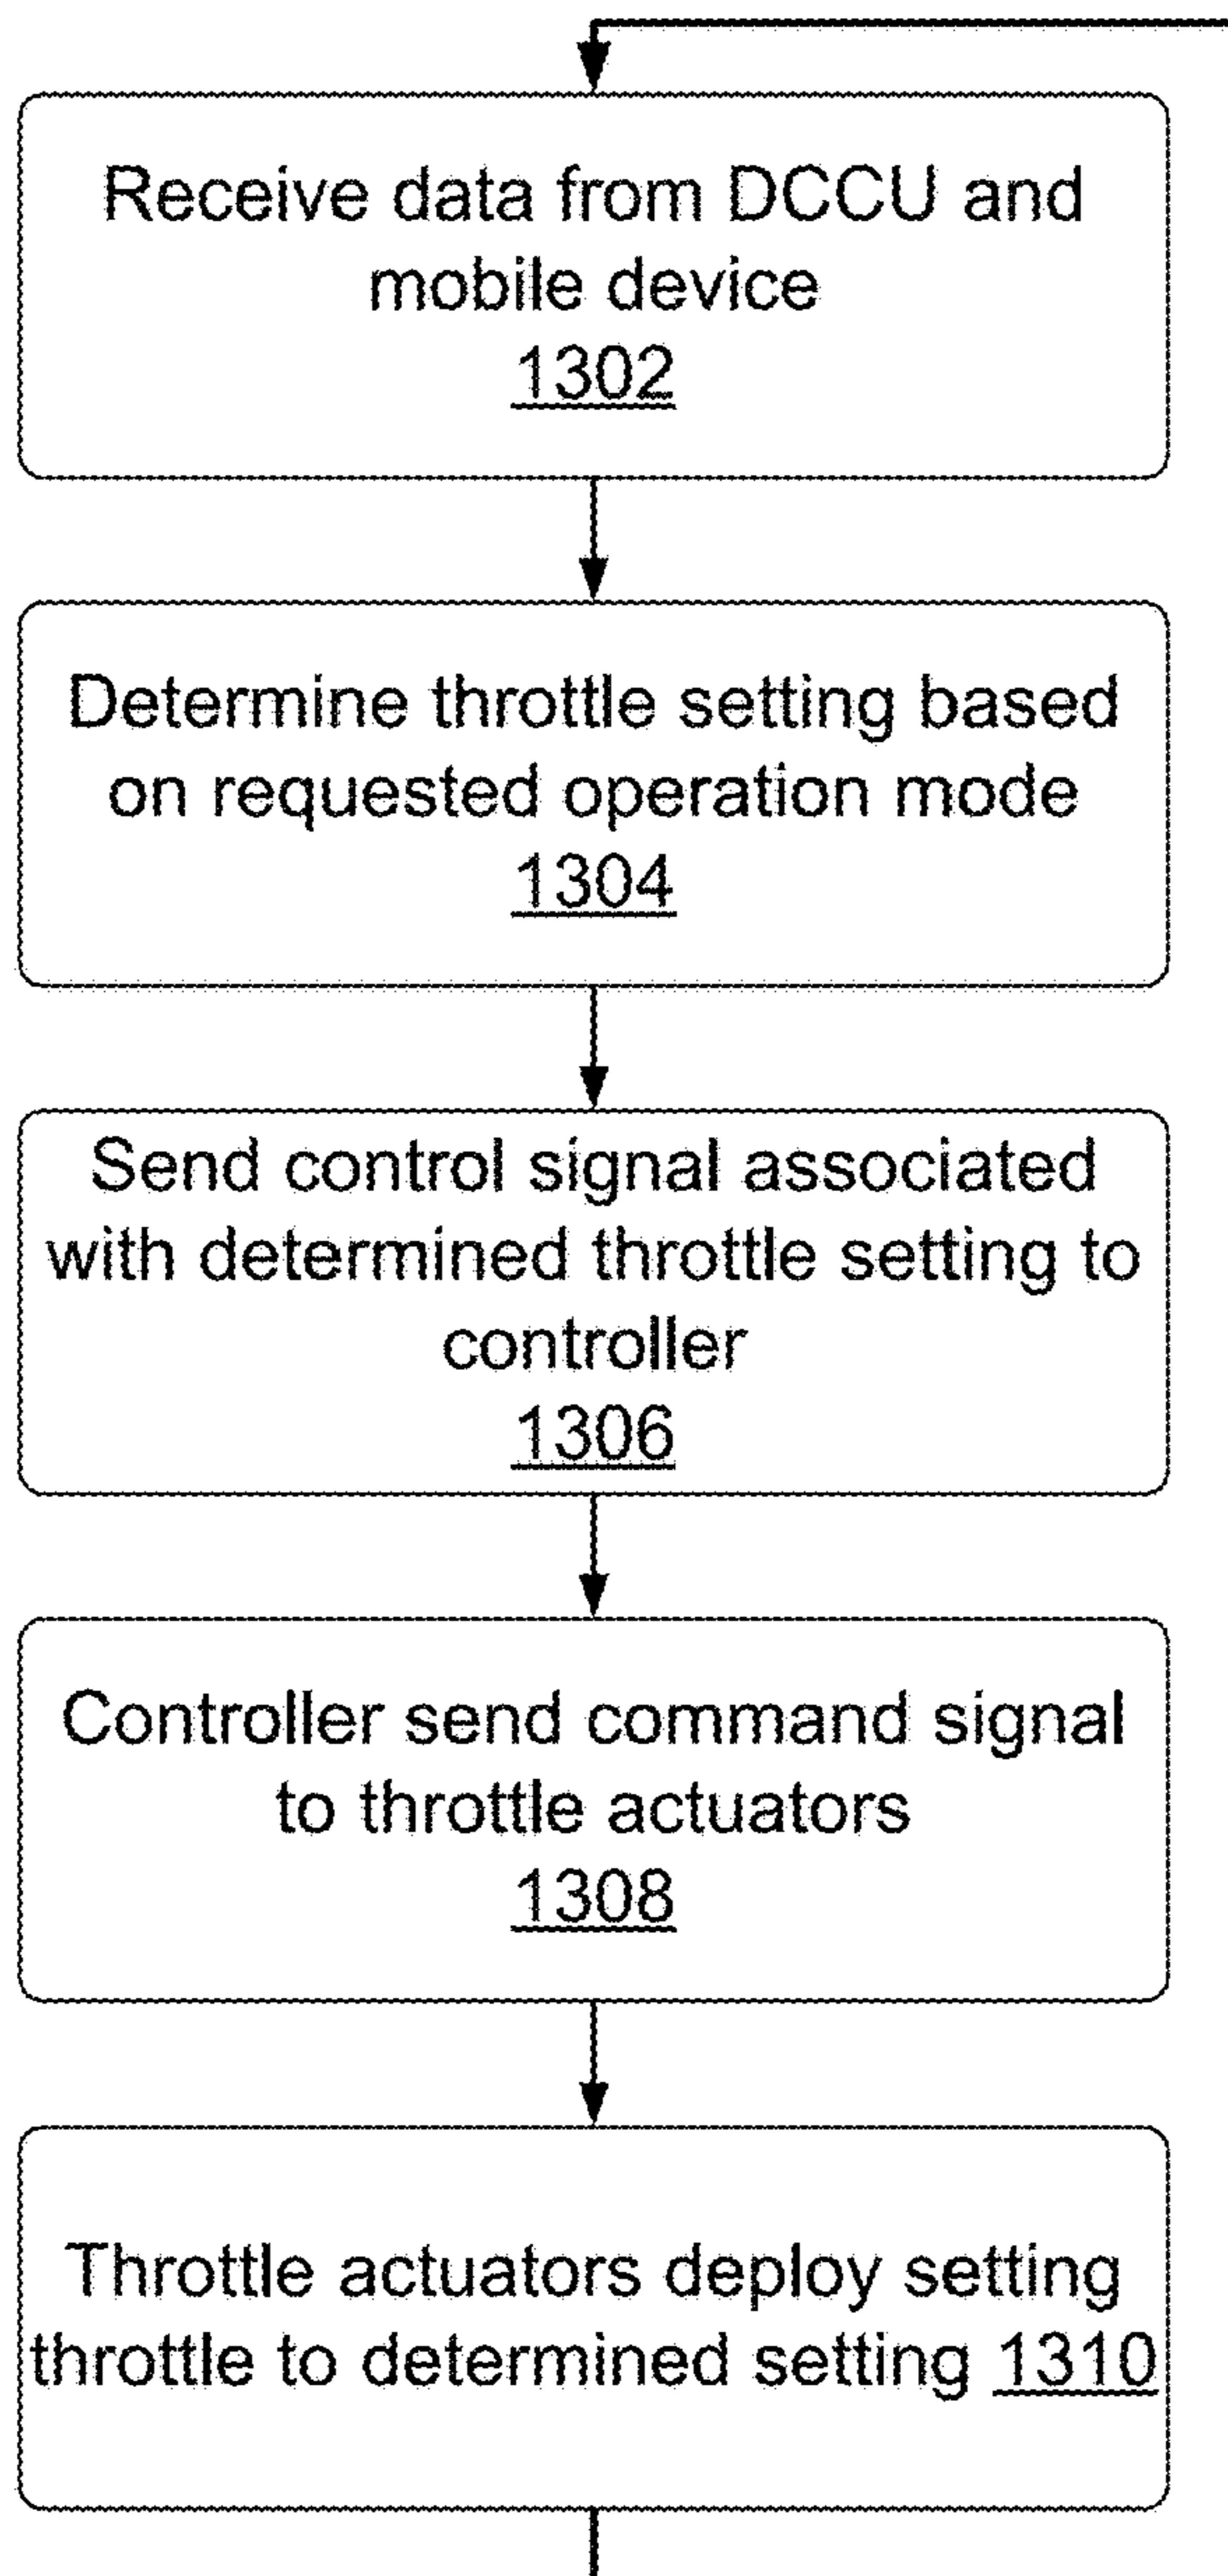 Receive data from DCCU and
mobile device
1302
Determine throttle setting based
on requested operation mode
1304
Send control signal associated
with determined throttle setting to
controller
1306
Controller send command signal
to throttle actuators
1308
Throttle actuators deploy setting
throttle to determined setting 1310